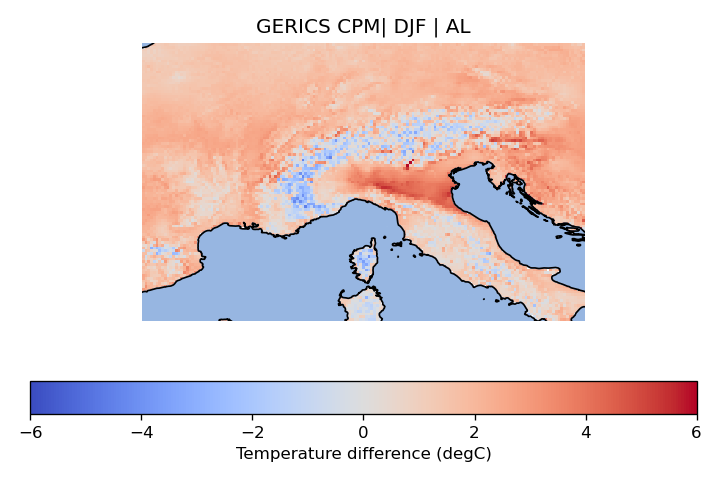 GERICS CPM| DJF | AL
−6 −4 −2 0 2 4 6
Temperature difference (degC)